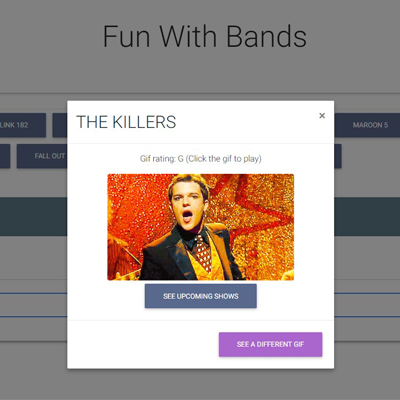 Fun With Bands
LINK 182
MAROON 5
FALL OUT
THE KILLERS
×
Gif rating: G (Click the gif to play)
SEE UPCOMING SHOWS
SEE A DIFFERENT GIF